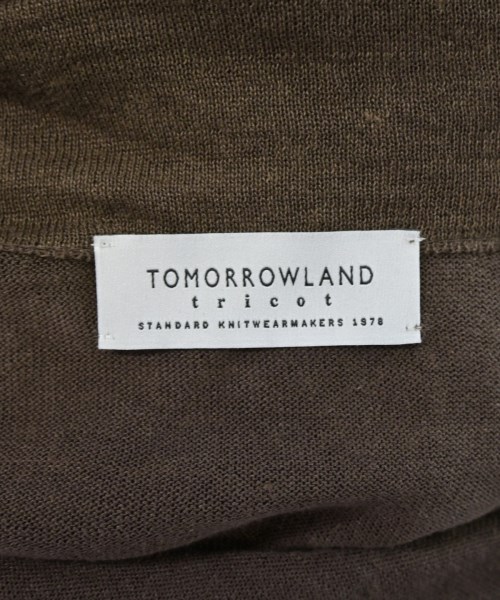 TOMORROWLAND
tricot
STANDARD KNITWEARMAKERS 1978